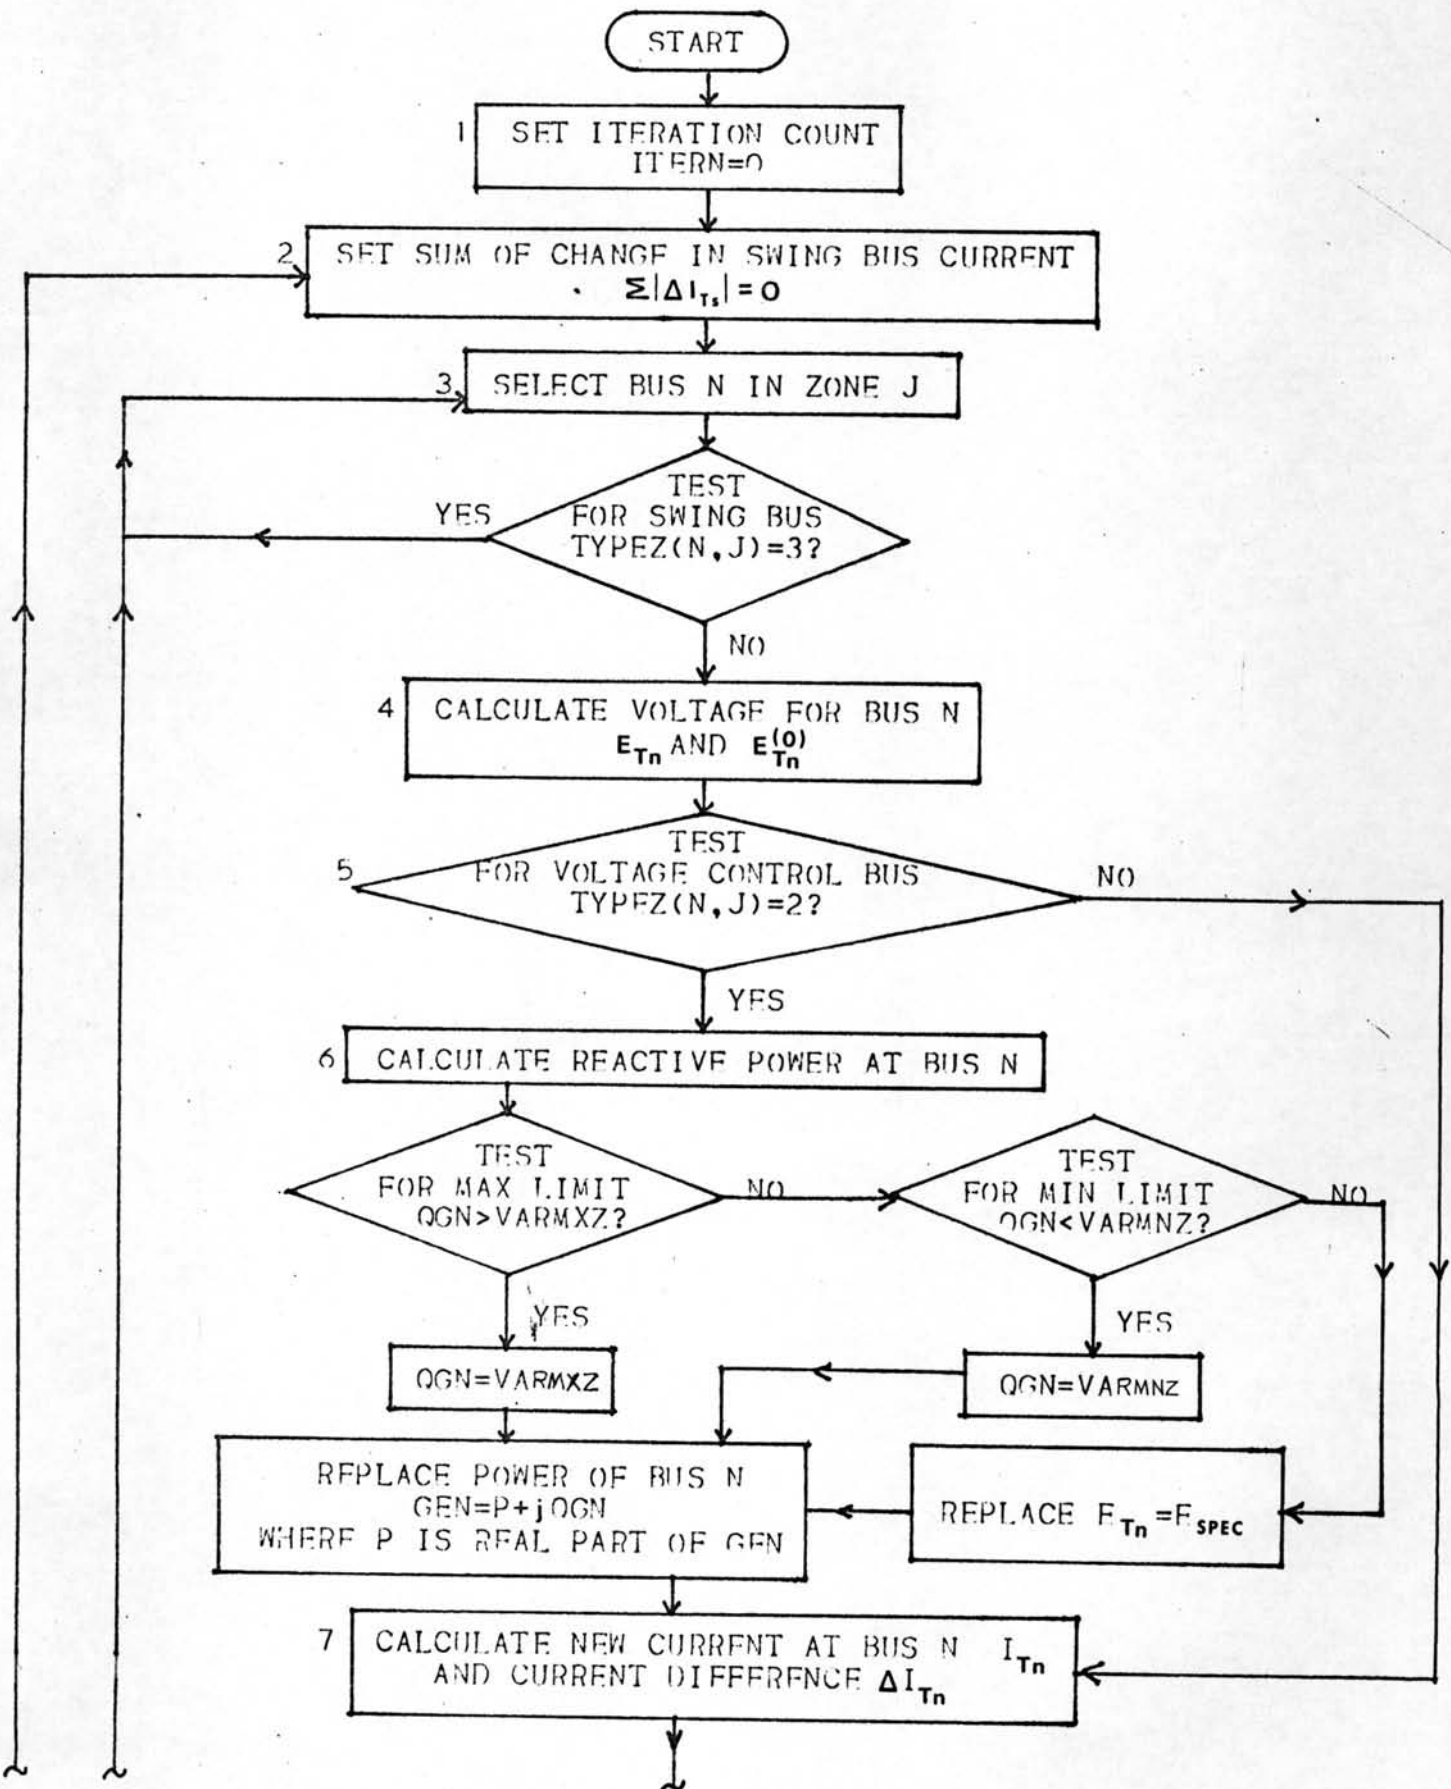 START
1
SET ITERATION COUNT
ITERN=0
2
SET SUM OF CHANGE IN SWING BUS CURRENT
Σ|ΔI_Ts| = 0
3
SELECT BUS N IN ZONE J
TEST
FOR SWING BUS
TYPEZ(N,J)=3?
YES
NO
4
CALCULATE VOLTAGE FOR BUS N
E_Tn AND E_Tn^(0)
5
TEST
FOR VOLTAGE CONTROL BUS
TYPEZ(N,J)=2?
NO
YES
6
CALCULATE REACTIVE POWER AT BUS N
TEST
FOR MAX LIMIT
QGN>VARMXZ?
NO
TEST
FOR MIN LIMIT
QGN<VARMNZ?
NO
YES
YES
QGN=VARMXZ
QGN=VARMNZ
REPLACE POWER OF BUS N
GEN=P+jQGN
WHERE P IS REAL PART OF GEN
REPLACE E_Tn=E_SPEC
7
CALCULATE NEW CURRENT AT BUS N I_Tn
AND CURRENT DIFFERENCE ΔI_Tn